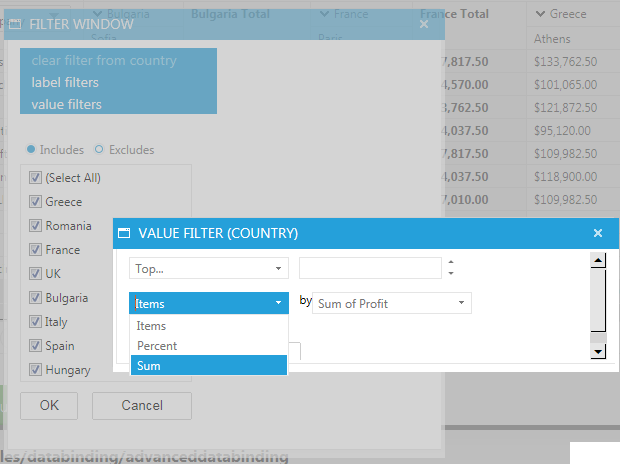 Bulgaria Bulgaria Total France France Total Greece
FILTER WINDOW
Sofia Paris Athens
clear filter from country
label filters
value filters
7,817.50 $133,762.50
4,570.00 $101,065.00
3,762.50 $121,872.50
4,037.50 $95,120.00
7,817.50 $109,982.50
4,037.50 $118,900.00
7,010.00 $109,982.50
Includes Excludes
(Select All)
Greece
Romania
France
UK
Bulgaria
Italy
Spain
Hungary
OK Cancel
VALUE FILTER (COUNTRY)
Top...
Items by Sum of Profit
Items
Percent
Sum
les/databinding/advanceddatabinding